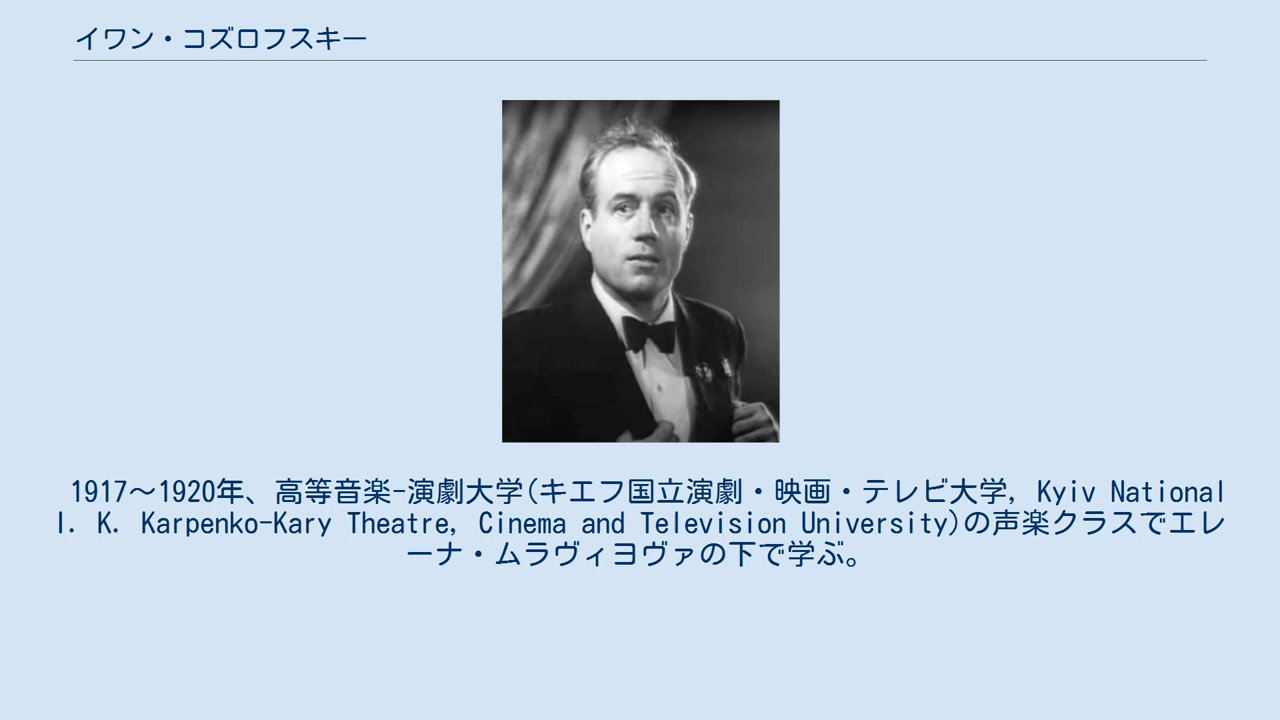 イワン・コズロフスキー
1917～1920年、高等音楽-演劇大学(キエフ国立演劇・映画・テレビ大学, Kyiv National
I. K. Karpenko-Kary Theatre, Cinema and Television University)の声楽クラスでエレ
ーナ・ムラヴィヨヴァの下で学ぶ。